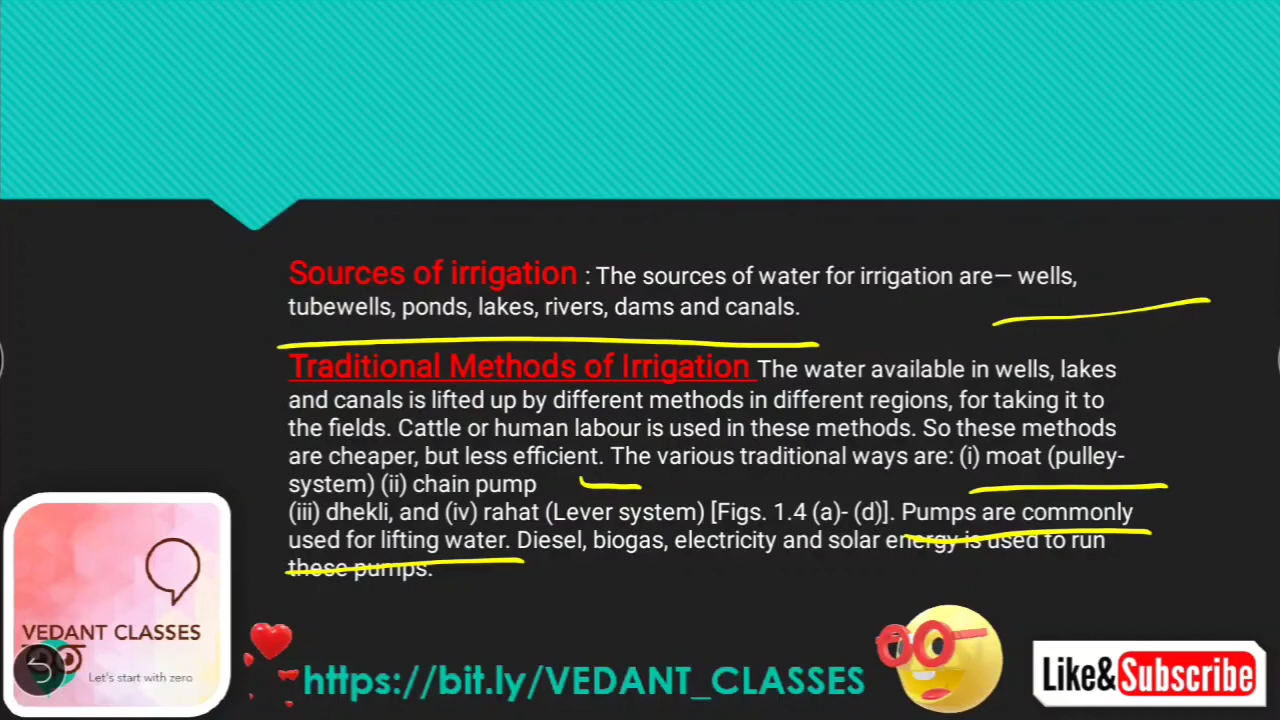 Sources of irrigation : The sources of water for irrigation are— wells,
tubewells, ponds, lakes, rivers, dams and canals.
Traditional Methods of Irrigation The water available in wells, lakes
and canals is lifted up by different methods in different regions, for taking it to
the fields. Cattle or human labour is used in these methods. So these methods
are cheaper, but less efficient. The various traditional ways are: (i) moat (pulley-
system) (ii) chain pump
(iii) dhekli, and (iv) rahat (Lever system) [Figs. 1.4 (a)- (d)]. Pumps are commonly
used for lifting water. Diesel, biogas, electricity and solar energy is used to run
these pumps.
VEDANT CLASSES
Let's start with zero
https://bit.ly/VEDANT_CLASSES
Like&Subscribe